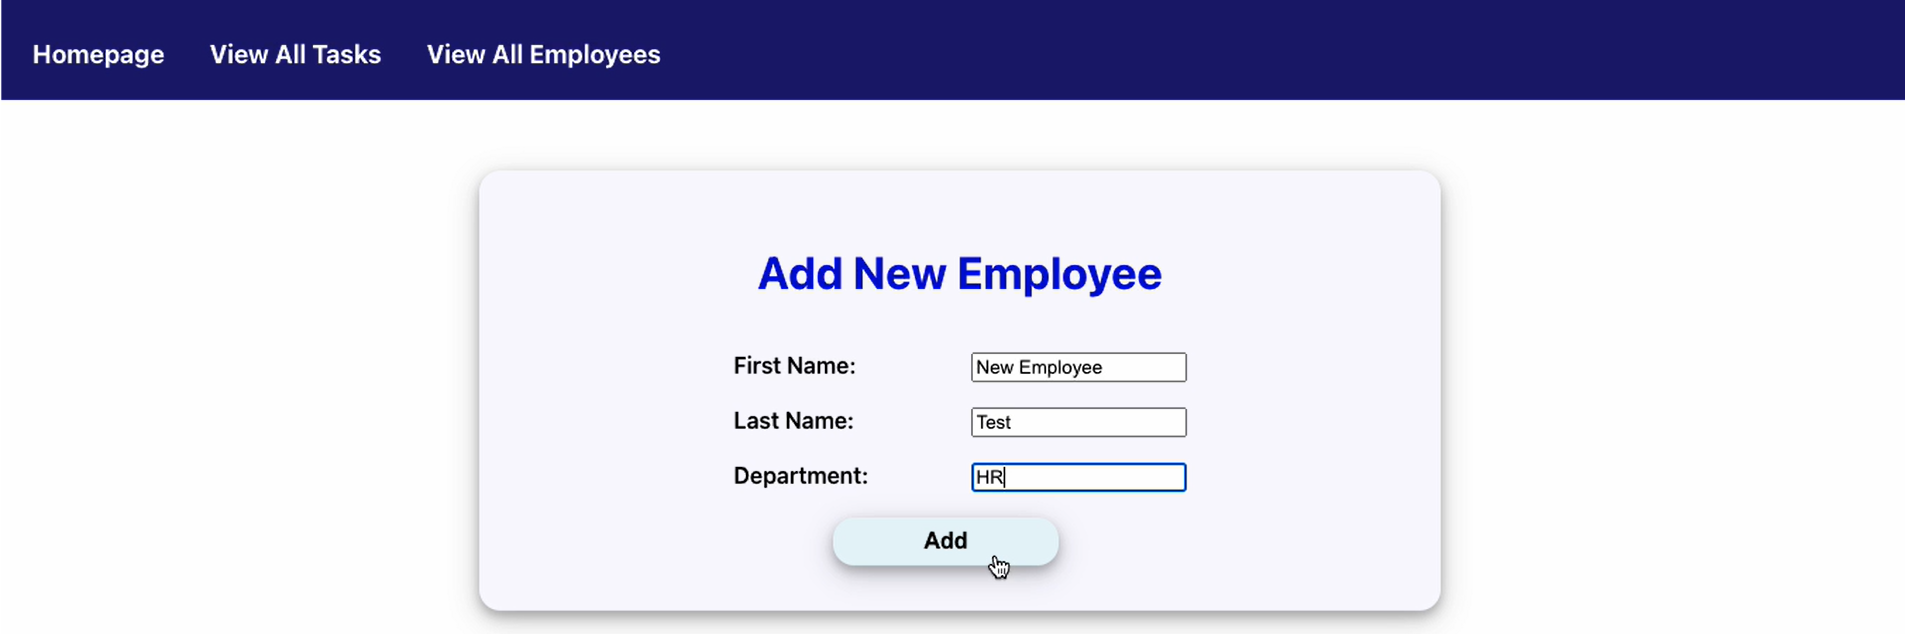 Homepage View All Tasks View All Employees
Add New Employee
First Name: New Employee
Last Name: Test
Department: HR
Add